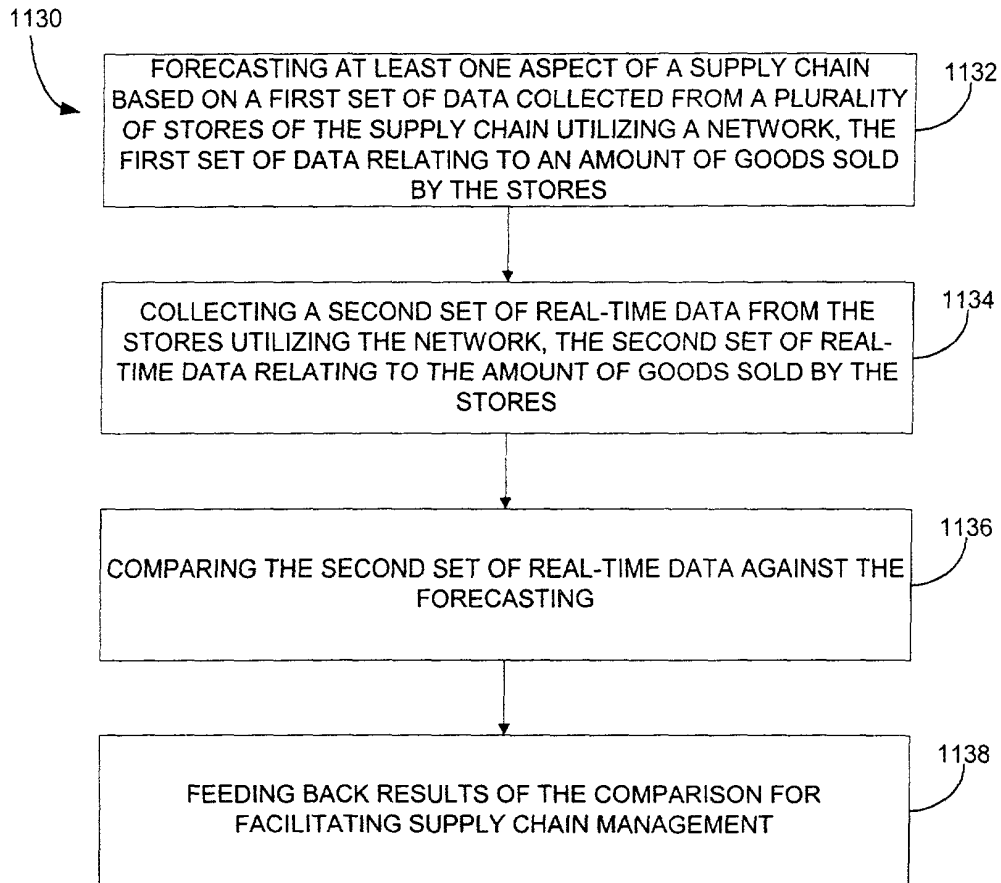 1130
FORECASTING AT LEAST ONE ASPECT OF A SUPPLY CHAIN
BASED ON A FIRST SET OF DATA COLLECTED FROM A PLURALITY
OF STORES OF THE SUPPLY CHAIN UTILIZING A NETWORK, THE
FIRST SET OF DATA RELATING TO AN AMOUNT OF GOODS SOLD
BY THE STORES
1132
COLLECTING A SECOND SET OF REAL-TIME DATA FROM THE
STORES UTILIZING THE NETWORK, THE SECOND SET OF REAL-
TIME DATA RELATING TO THE AMOUNT OF GOODS SOLD BY THE
STORES
1134
COMPARING THE SECOND SET OF REAL-TIME DATA AGAINST THE
FORECASTING
1136
FEEDING BACK RESULTS OF THE COMPARISON FOR
FACILITATING SUPPLY CHAIN MANAGEMENT
1138